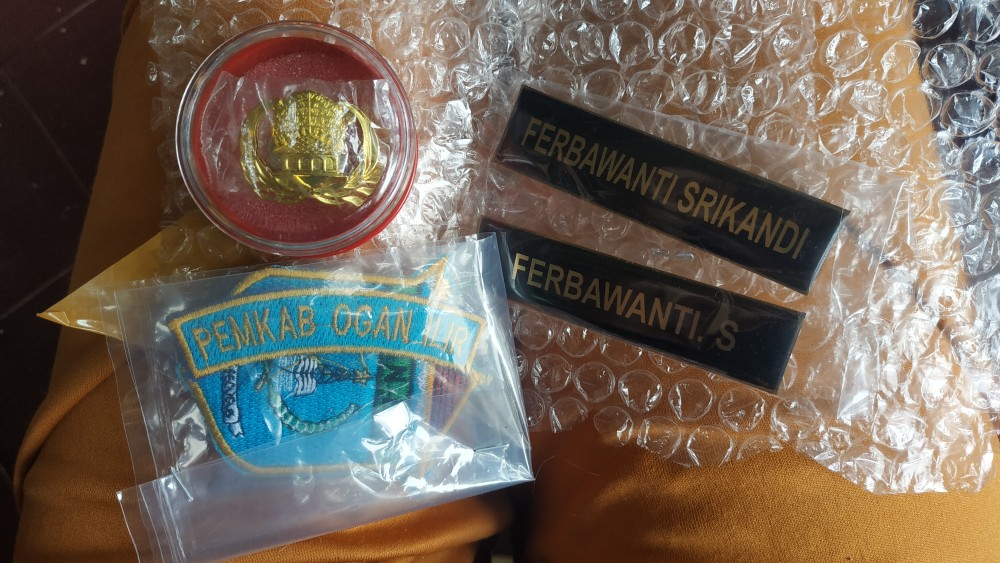 FERBAWANTI SRIKANDI
FERBAWANTI. S
PEMKAB OGAN ILIR